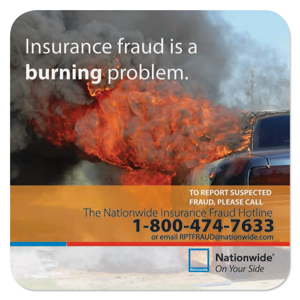 Insurance fraud is a
burning problem.
TO REPORT SUSPECTED
FRAUD, PLEASE CALL
The Nationwide Insurance Fraud Hotline
1-800-474-7633
or email RPTFRAUD@nationwide.com
Nationwide®
On Your Side